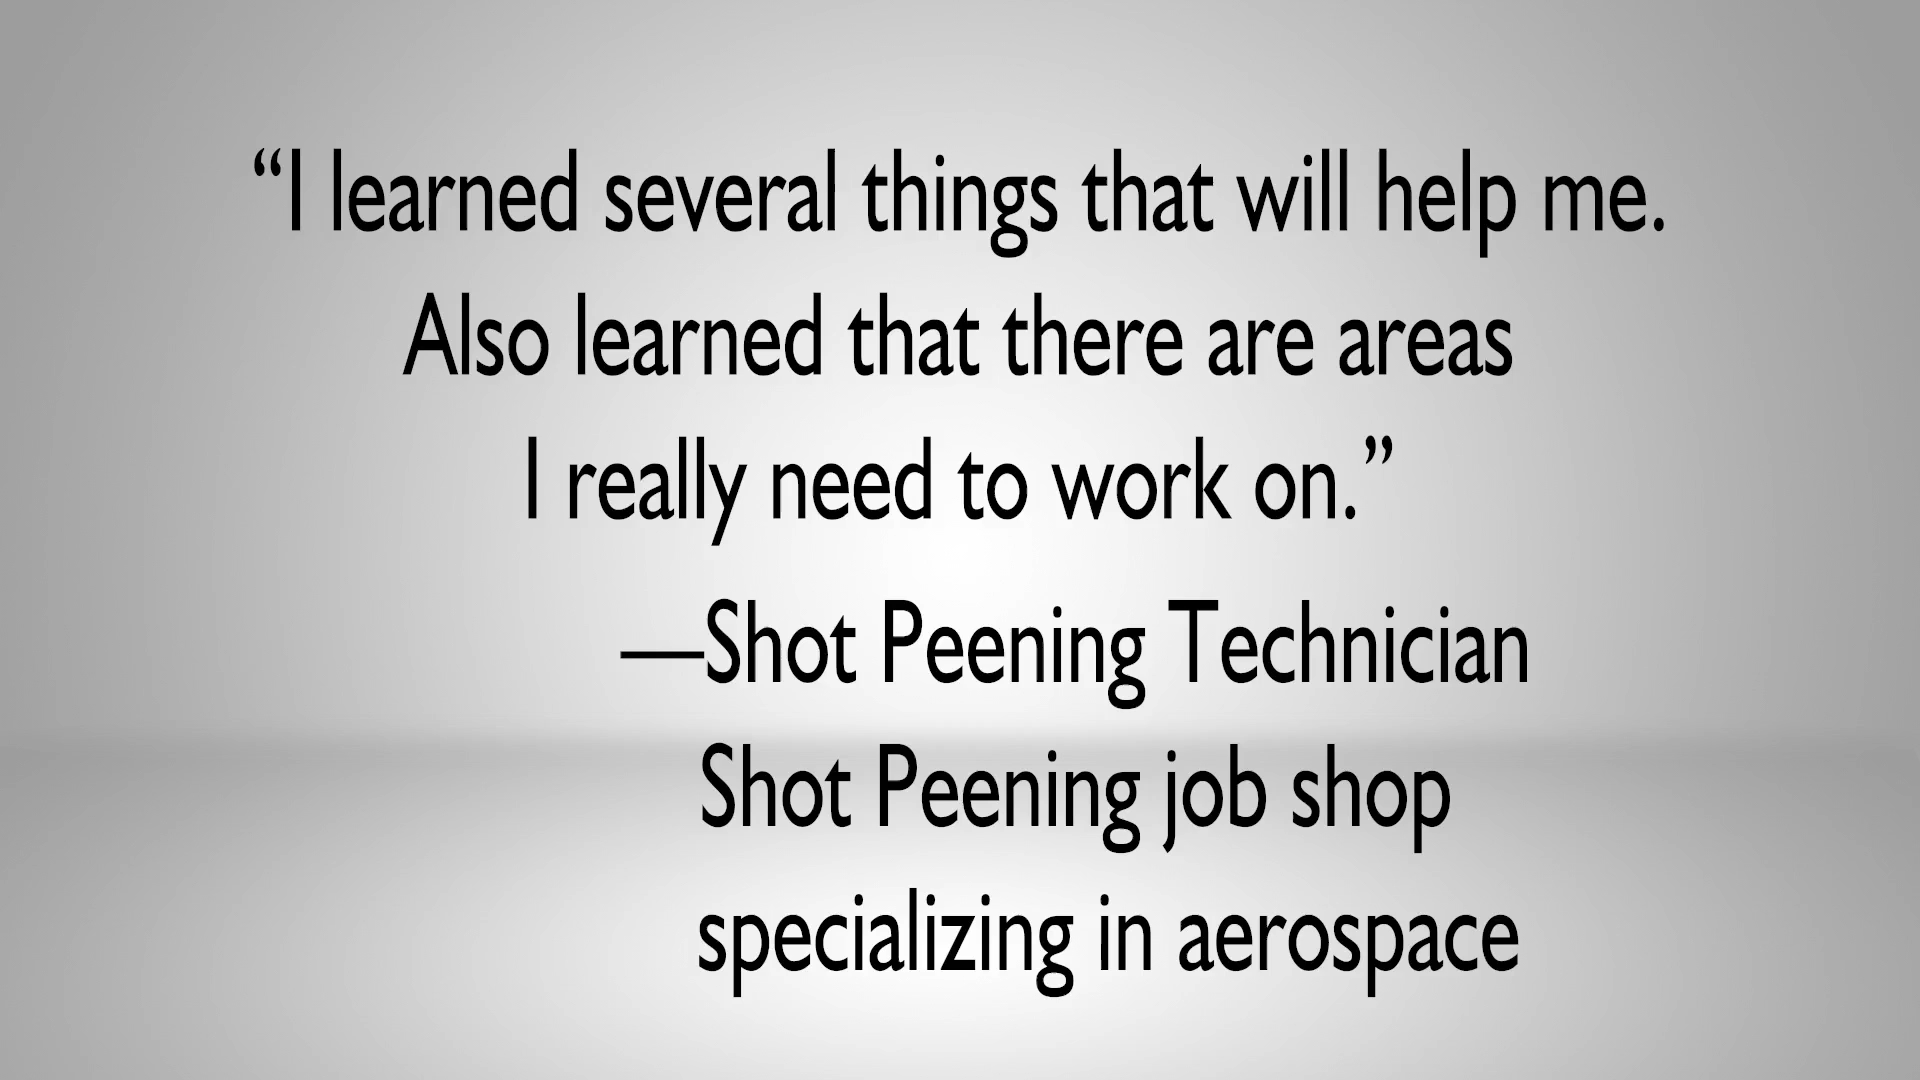 “I learned several things that will help me.
Also learned that there are areas
I really need to work on.”
—Shot Peening Technician
Shot Peening job shop
specializing in aerospace